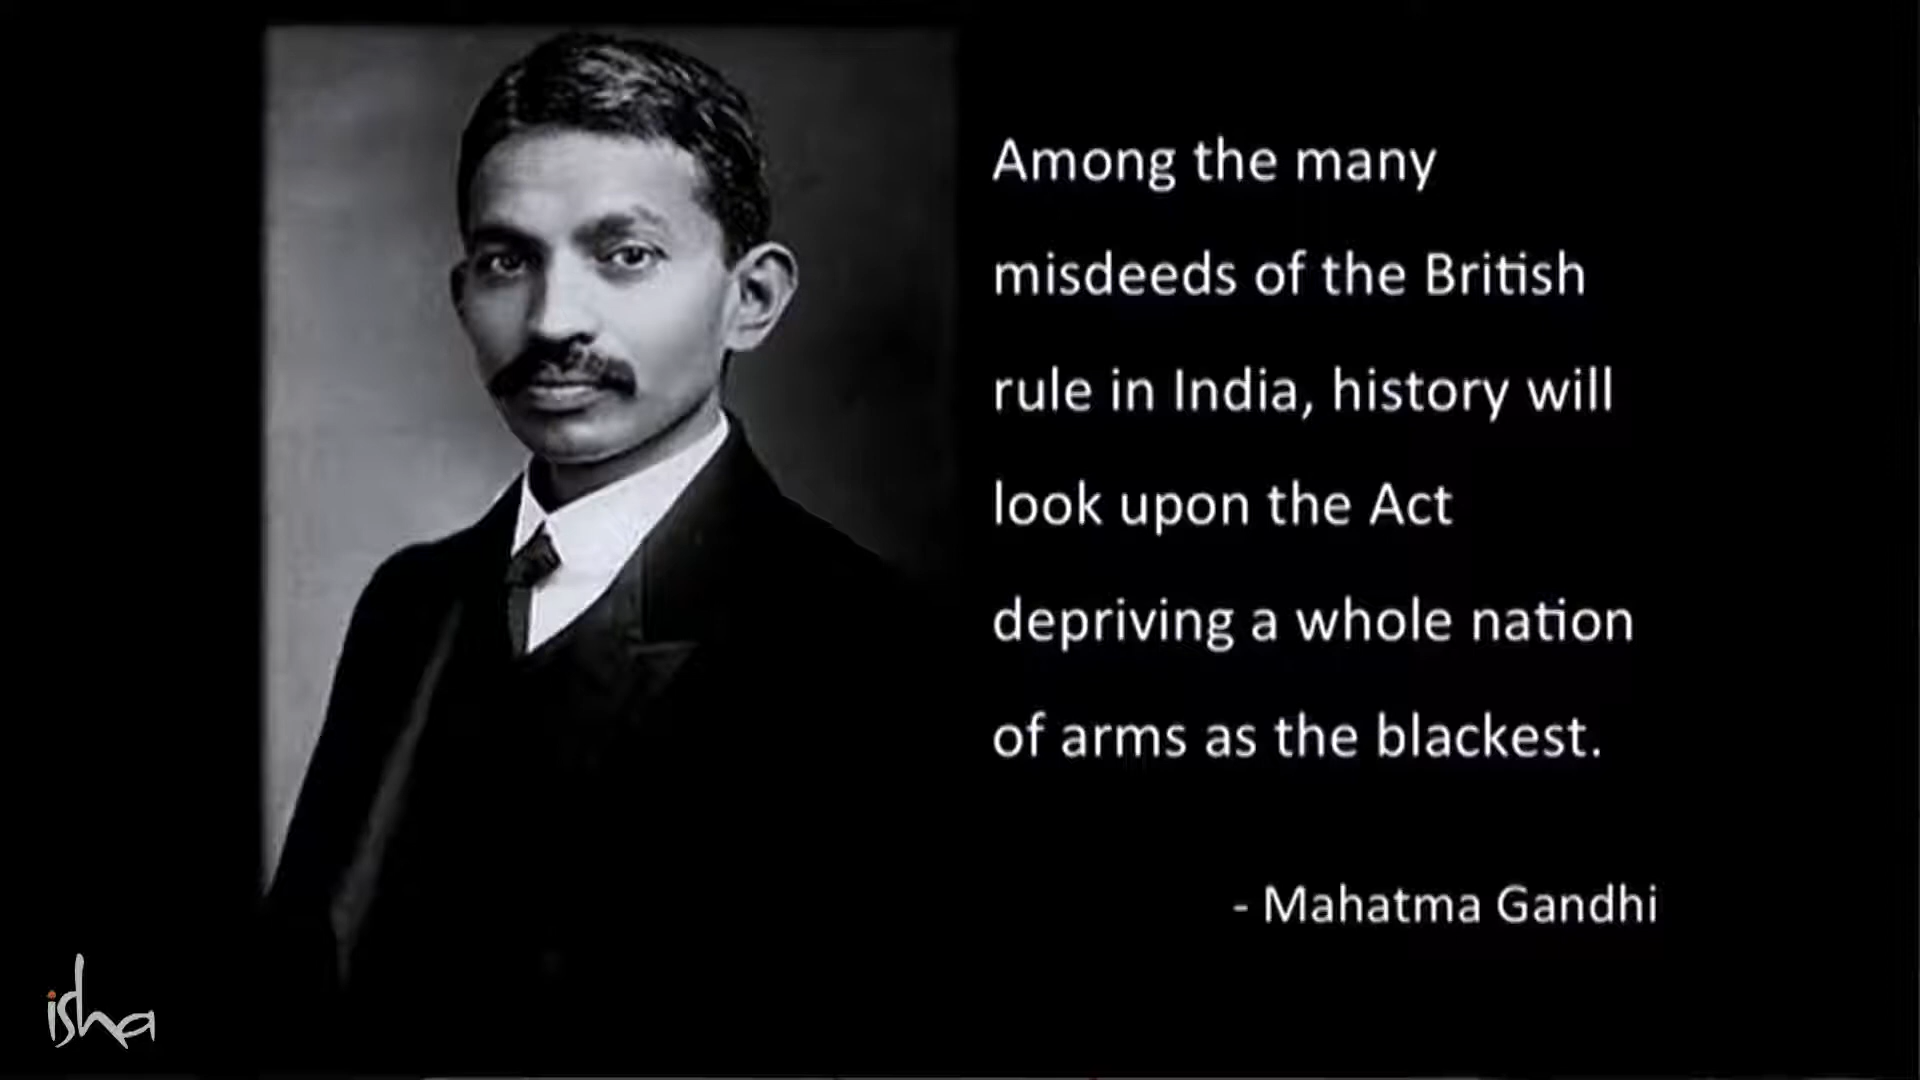 Among the many
misdeeds of the British
rule in India, history will
look upon the Act
depriving a whole nation
of arms as the blackest.
- Mahatma Gandhi
isha